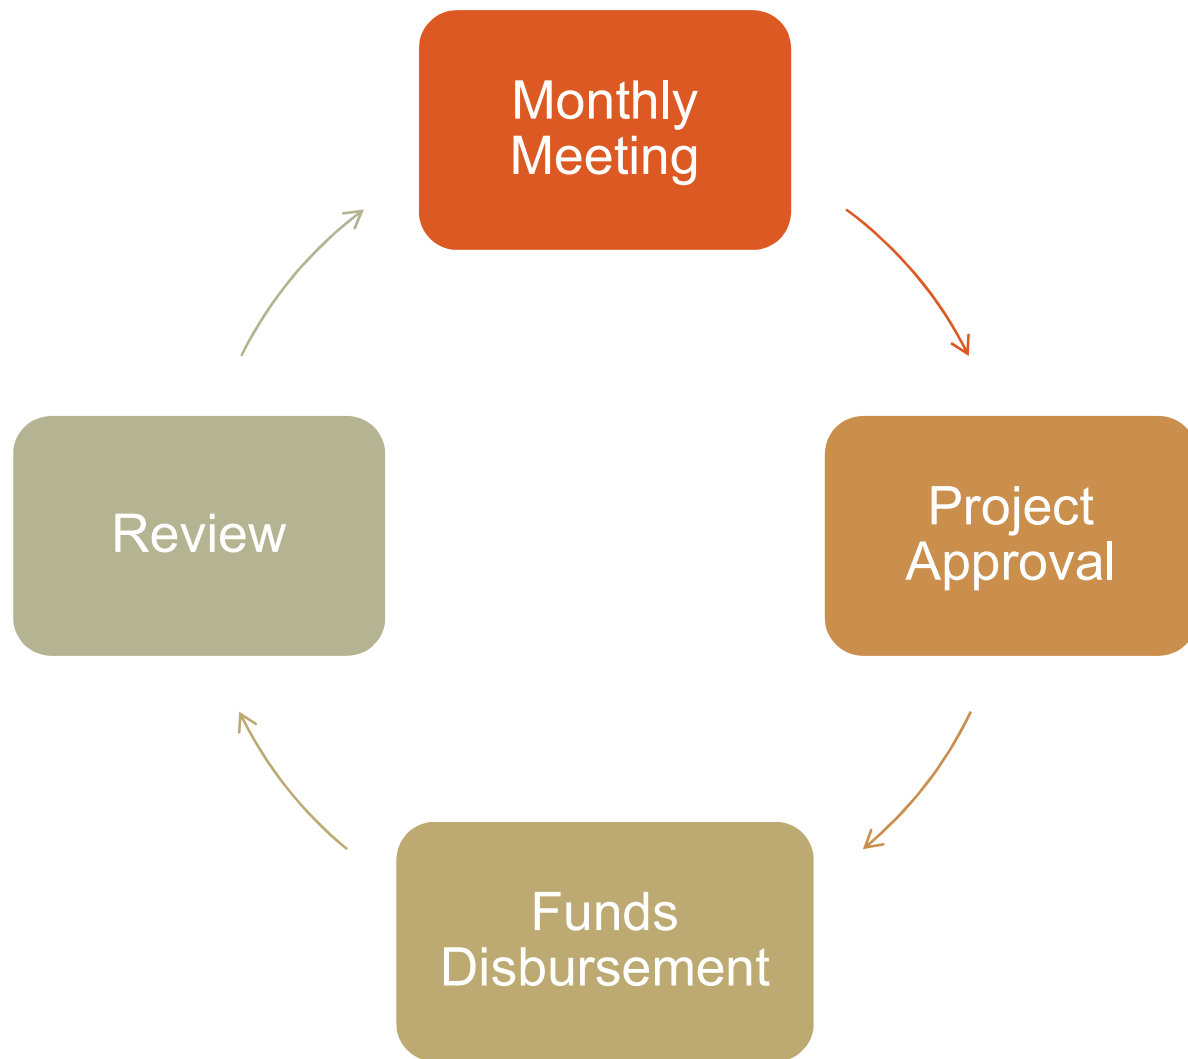 Monthly
Meeting
Project
Approval
Funds
Disbursement
Review